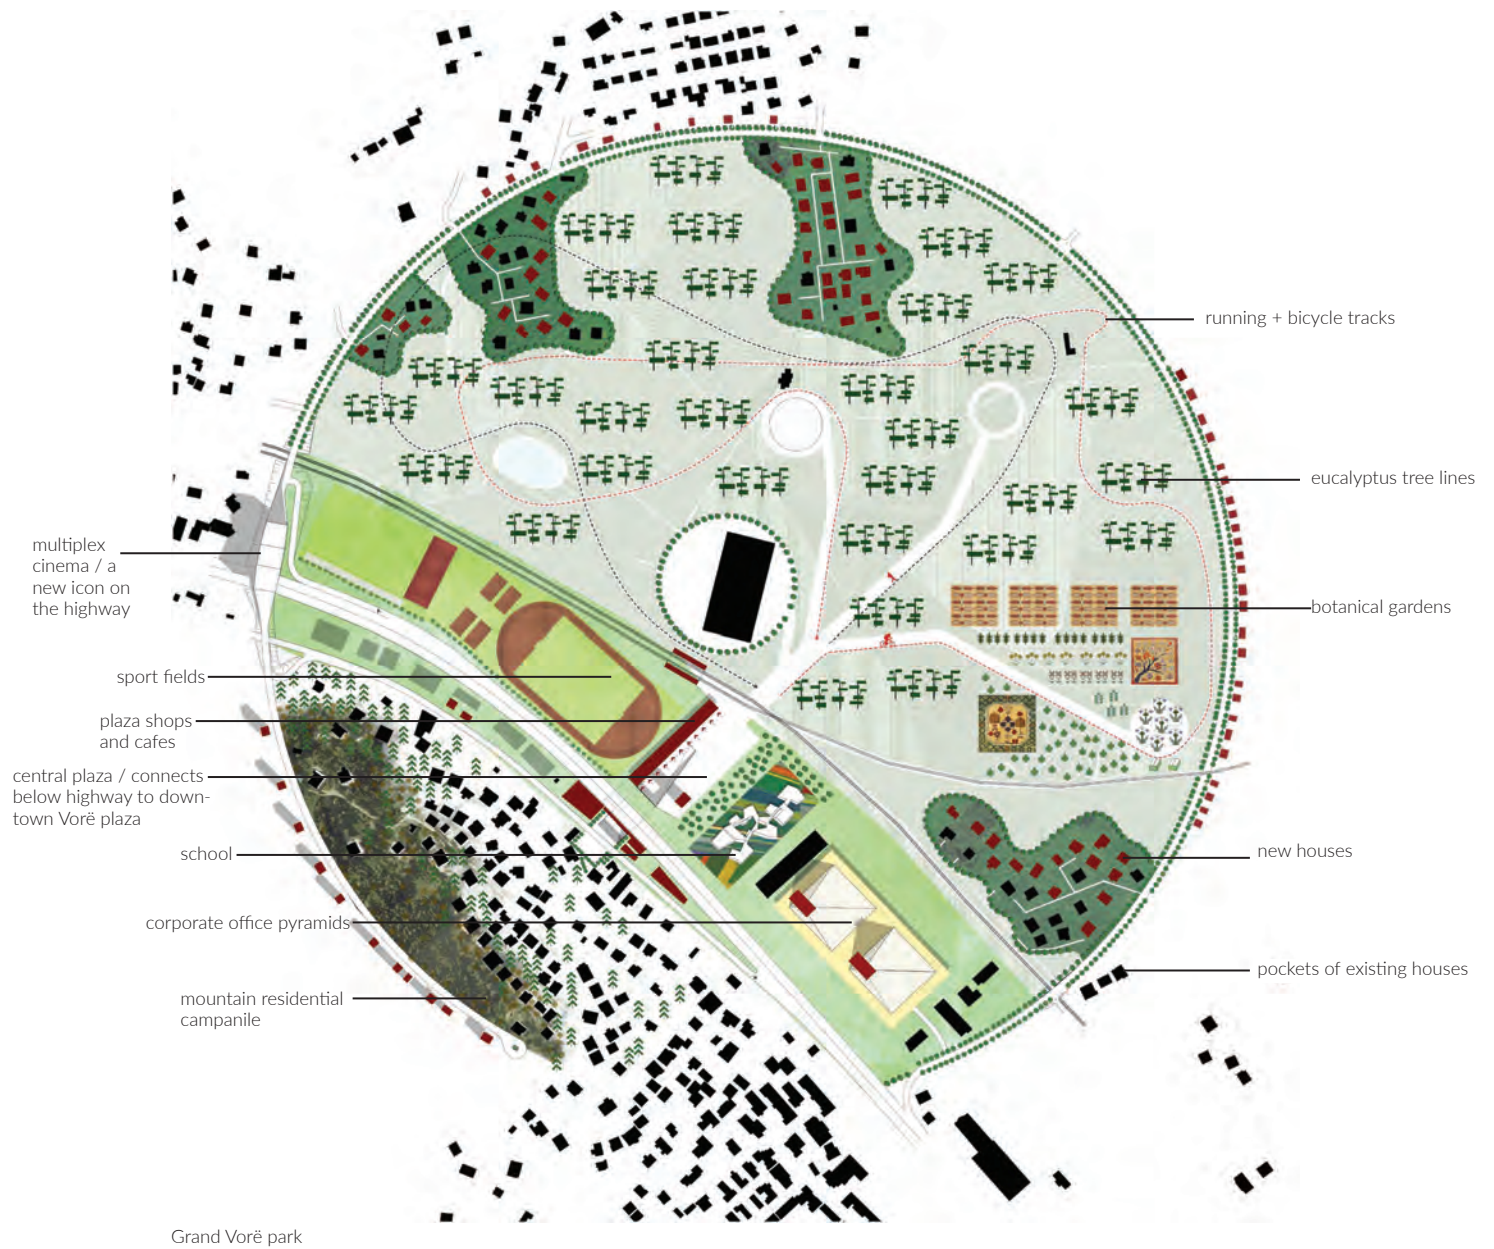 running + bicycle tracks
eucalyptus tree lines
multiplex
cinema / a
new icon on
the highway
botanical gardens
sport fields
plaza shops
and cafes
central plaza / connects
below highway to down-
town Vorë plaza
school
new houses
corporate office pyramids
pockets of existing houses
mountain residential
campanile
Grand Vorë park